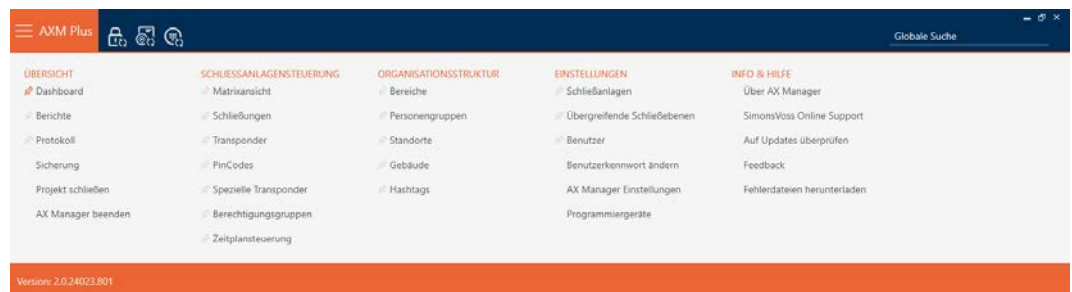 AXM Plus
Globale Suche
ÜBERSICHT
Dashboard
Berichte
Protokoll
Sicherung
Projekt schließen
AX Manager beenden
SCHLIESSANLAGENSTEUERUNG
Matrixansicht
Schließungen
Transponder
PinCodes
Spezielle Transponder
Berechtigungsgruppen
Zeitplansteuerung
ORGANISATIONSSTRUKTUR
Bereiche
Personengruppen
Standorte
Gebäude
Hashtags
EINSTELLUNGEN
Schließanlagen
Übergreifende Schließebenen
Benutzer
Benutzerkennwort ändern
AX Manager Einstellungen
Programmiergeräte
INFO & HILFE
Über AX Manager
SimonsVoss Online Support
Auf Updates überprüfen
Feedback
Fehlerdateien herunterladen
Version: 2.0.24023.801